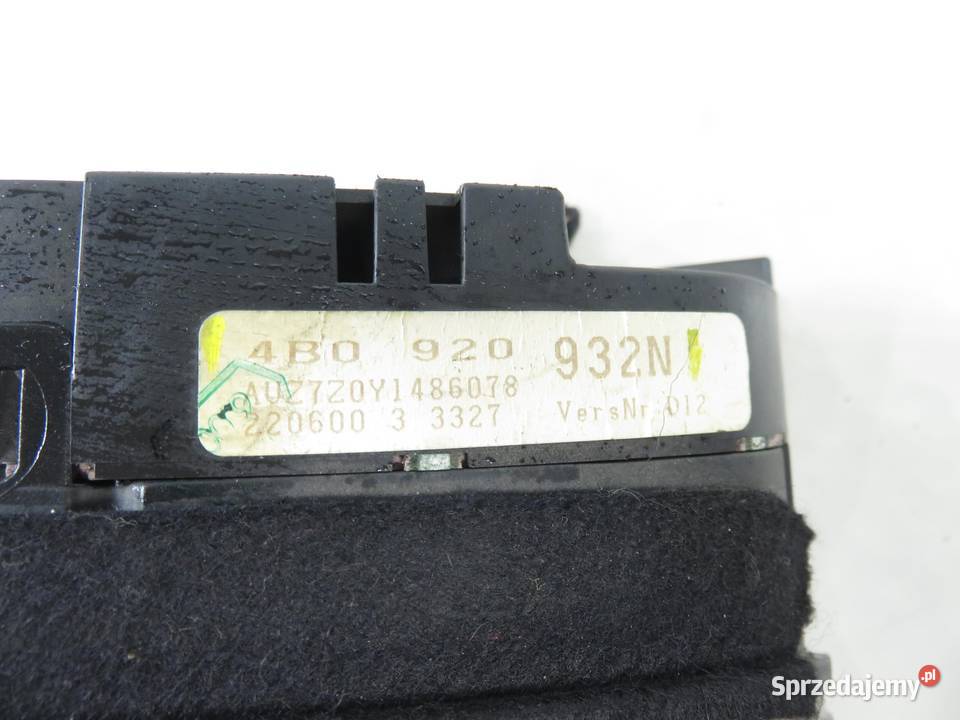 4B0 920 932N
AUZ7Z0Y1486078
220600 3 3327 VersNr.012
Sprzedajemy.pl